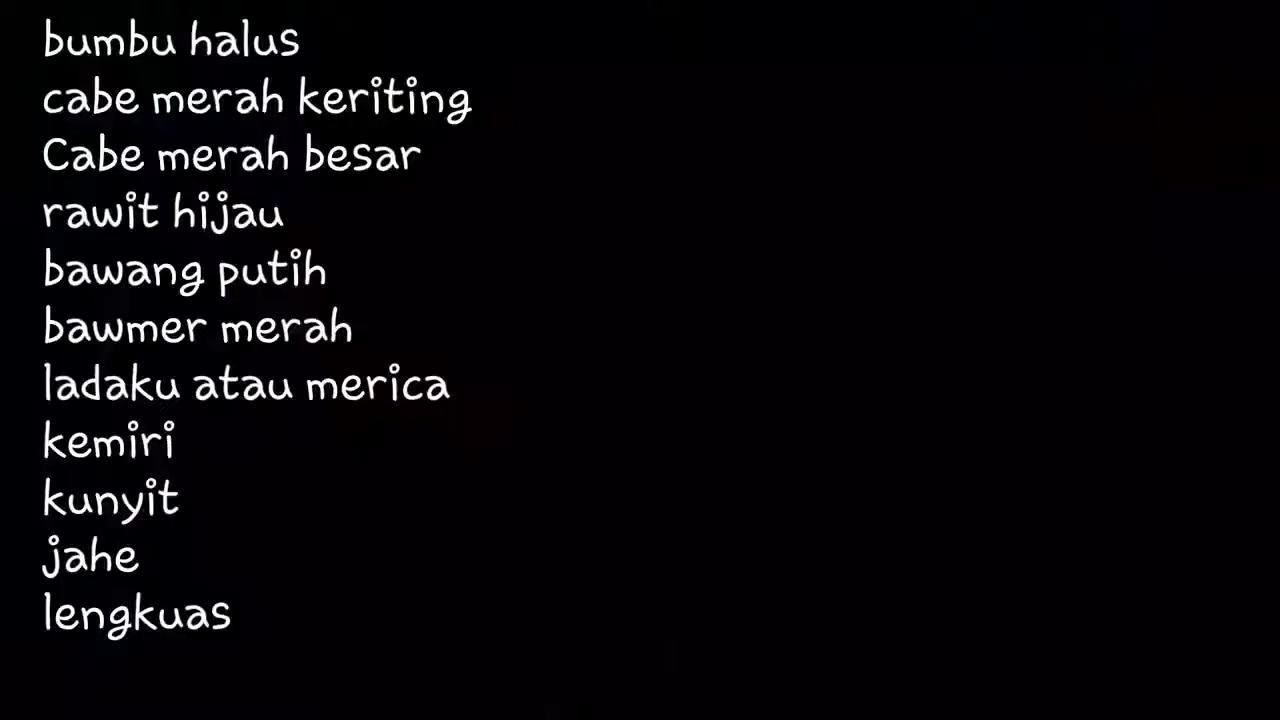 bumbu halus
cabe merah keriting
Cabe merah besar
rawit hijau
bawang putih
bawmer merah
ladaku atau merica
kemiri
kunyit
jahe
lengkuas